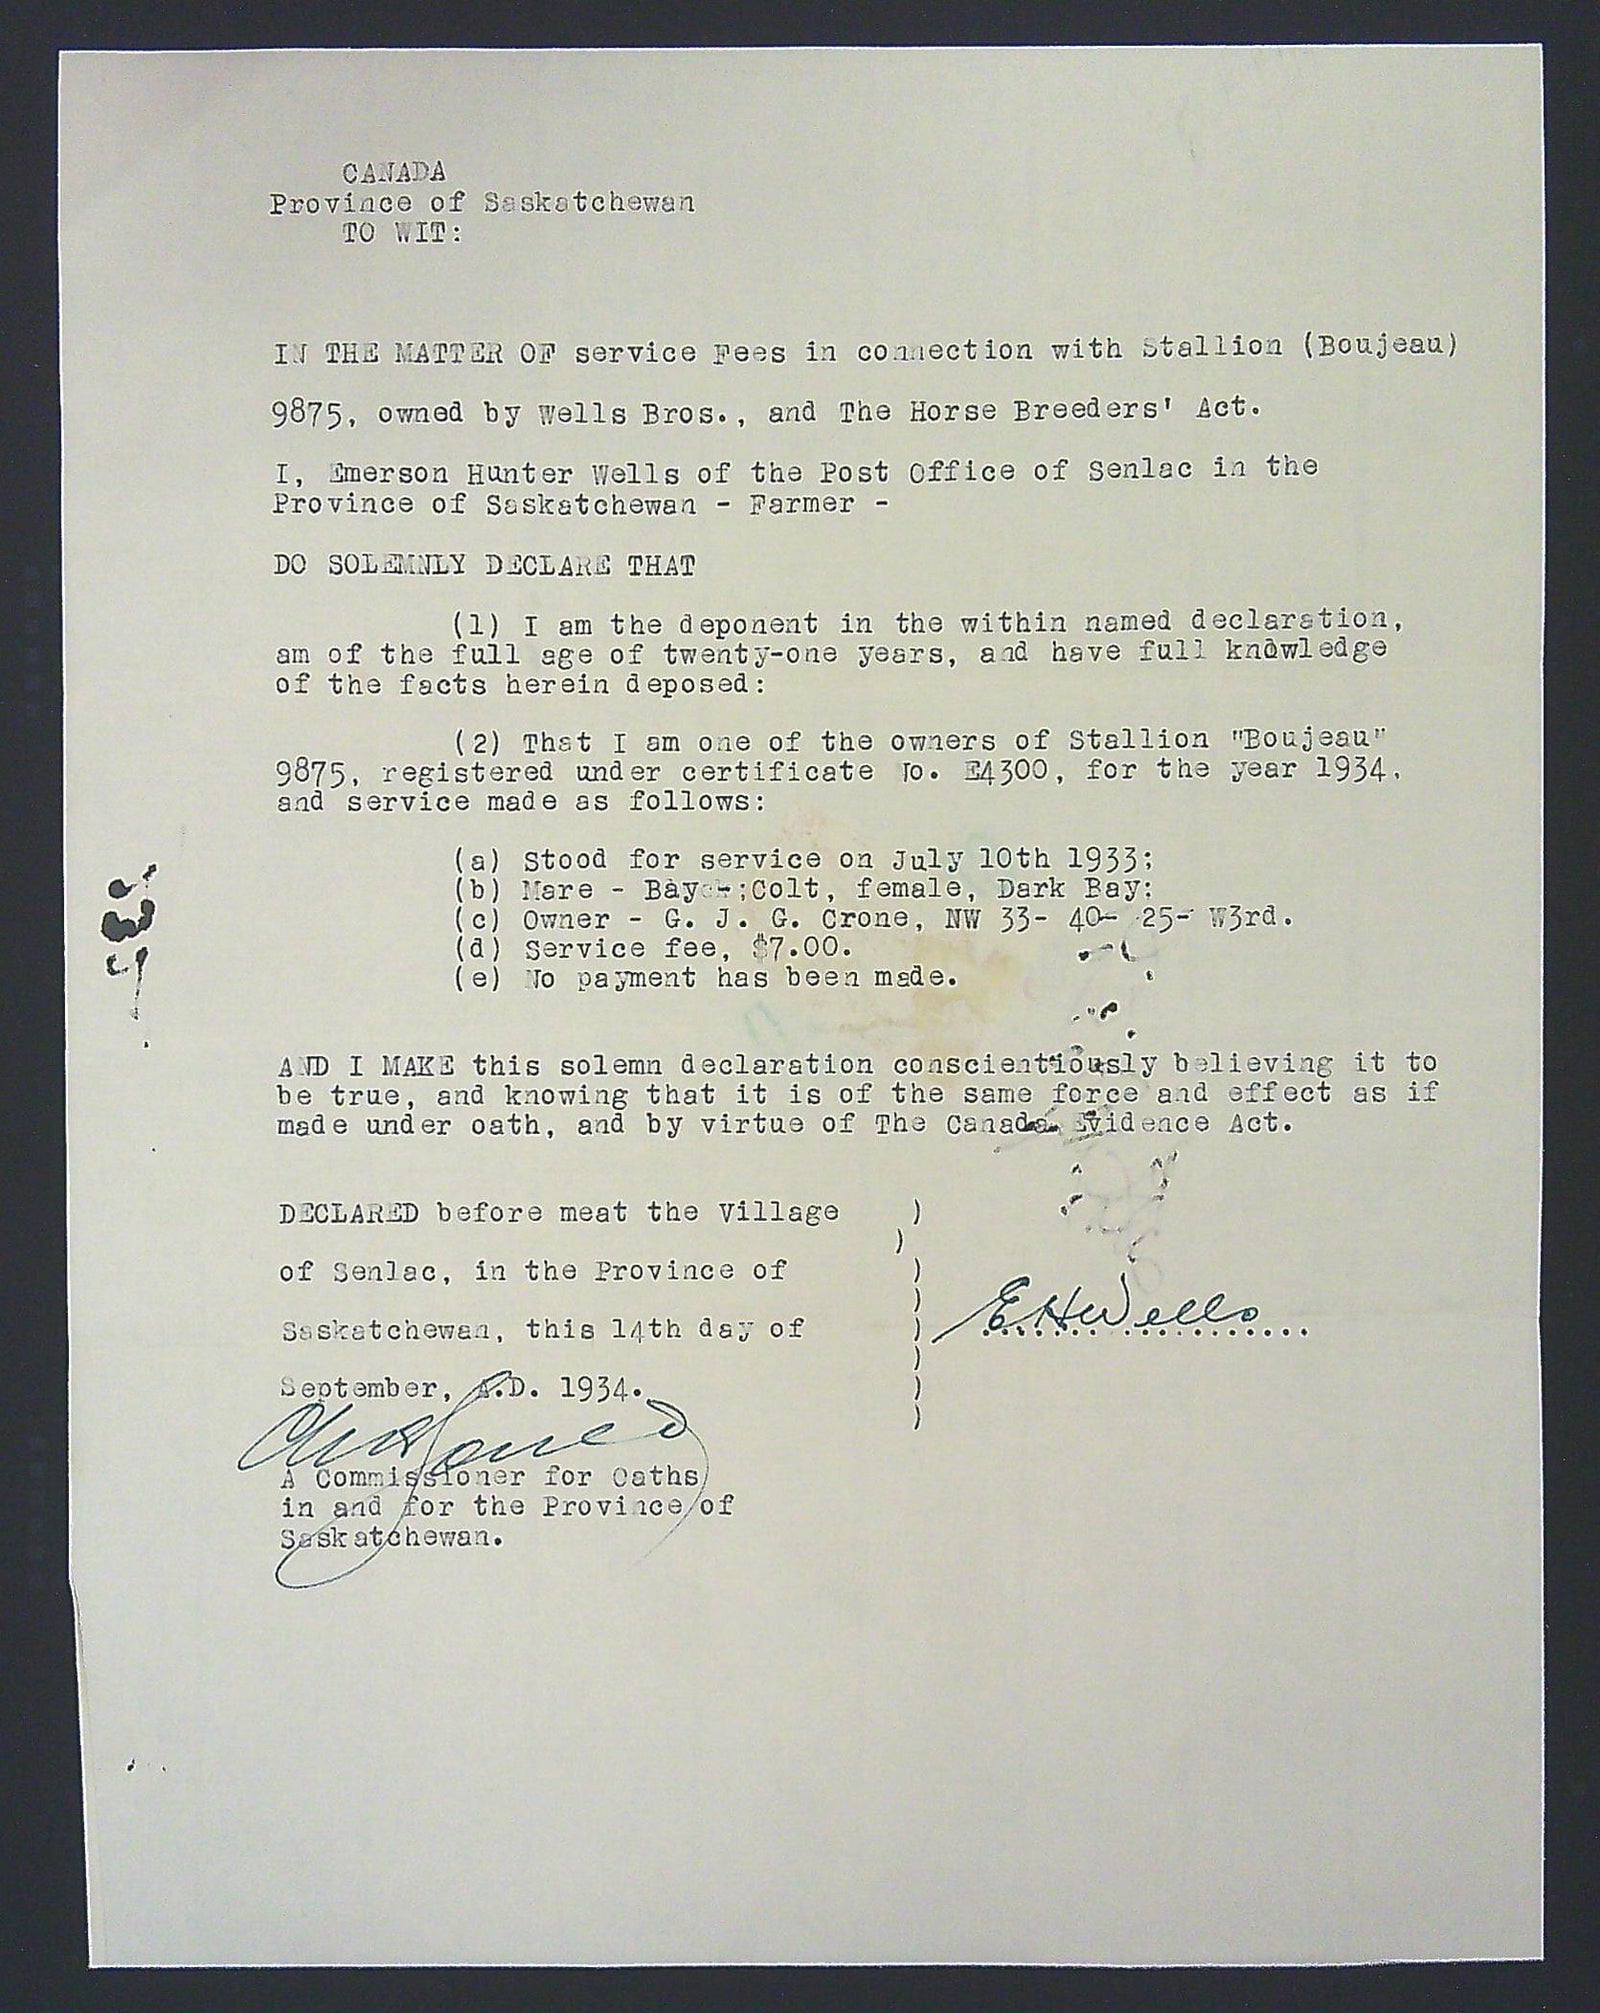 CANADA
Province of Saskatchewan
TO WIT:
IN THE MATTER OF service Fees in connection with Stallion (Boujeau)
9875, owned by Wells Bros., and The Horse Breeders' Act.
I, Emerson Hunter Wells of the Post Office of Senlac in the
Province of Saskatchewan - Farmer -
DO SOLEMNLY DECLARE THAT
(1) I am the deponent in the within named declaration,
am of the full age of twenty-one years, and have full knowledge
of the facts herein deposed:
(2) That I am one of the owners of Stallion "Boujeau"
9875, registered under certificate No. E4300, for the year 1934,
and service made as follows:
(a) Stood for service on July 10th 1933;
(b) Mare - Bay - ;Colt, female, Dark Bay:
(c) Owner - G. J. G. Crone, NW 33- 40- 25- W3rd.
(d) Service fee, $7.00.
(e) No payment has been made.
AND I MAKE this solemn declaration conscientiously believing it to
be true, and knowing that it is of the same force and effect as if
made under oath, and by virtue of The Canada Evidence Act.
DECLARED before meat the Village )
)
of Senlac, in the Province of )
)
Saskatchewan, this 14th day of ) E H Wells
)
September, A.D. 1934. )
)
A Commissioner for Oaths
in and for the Province of
Saskatchewan.